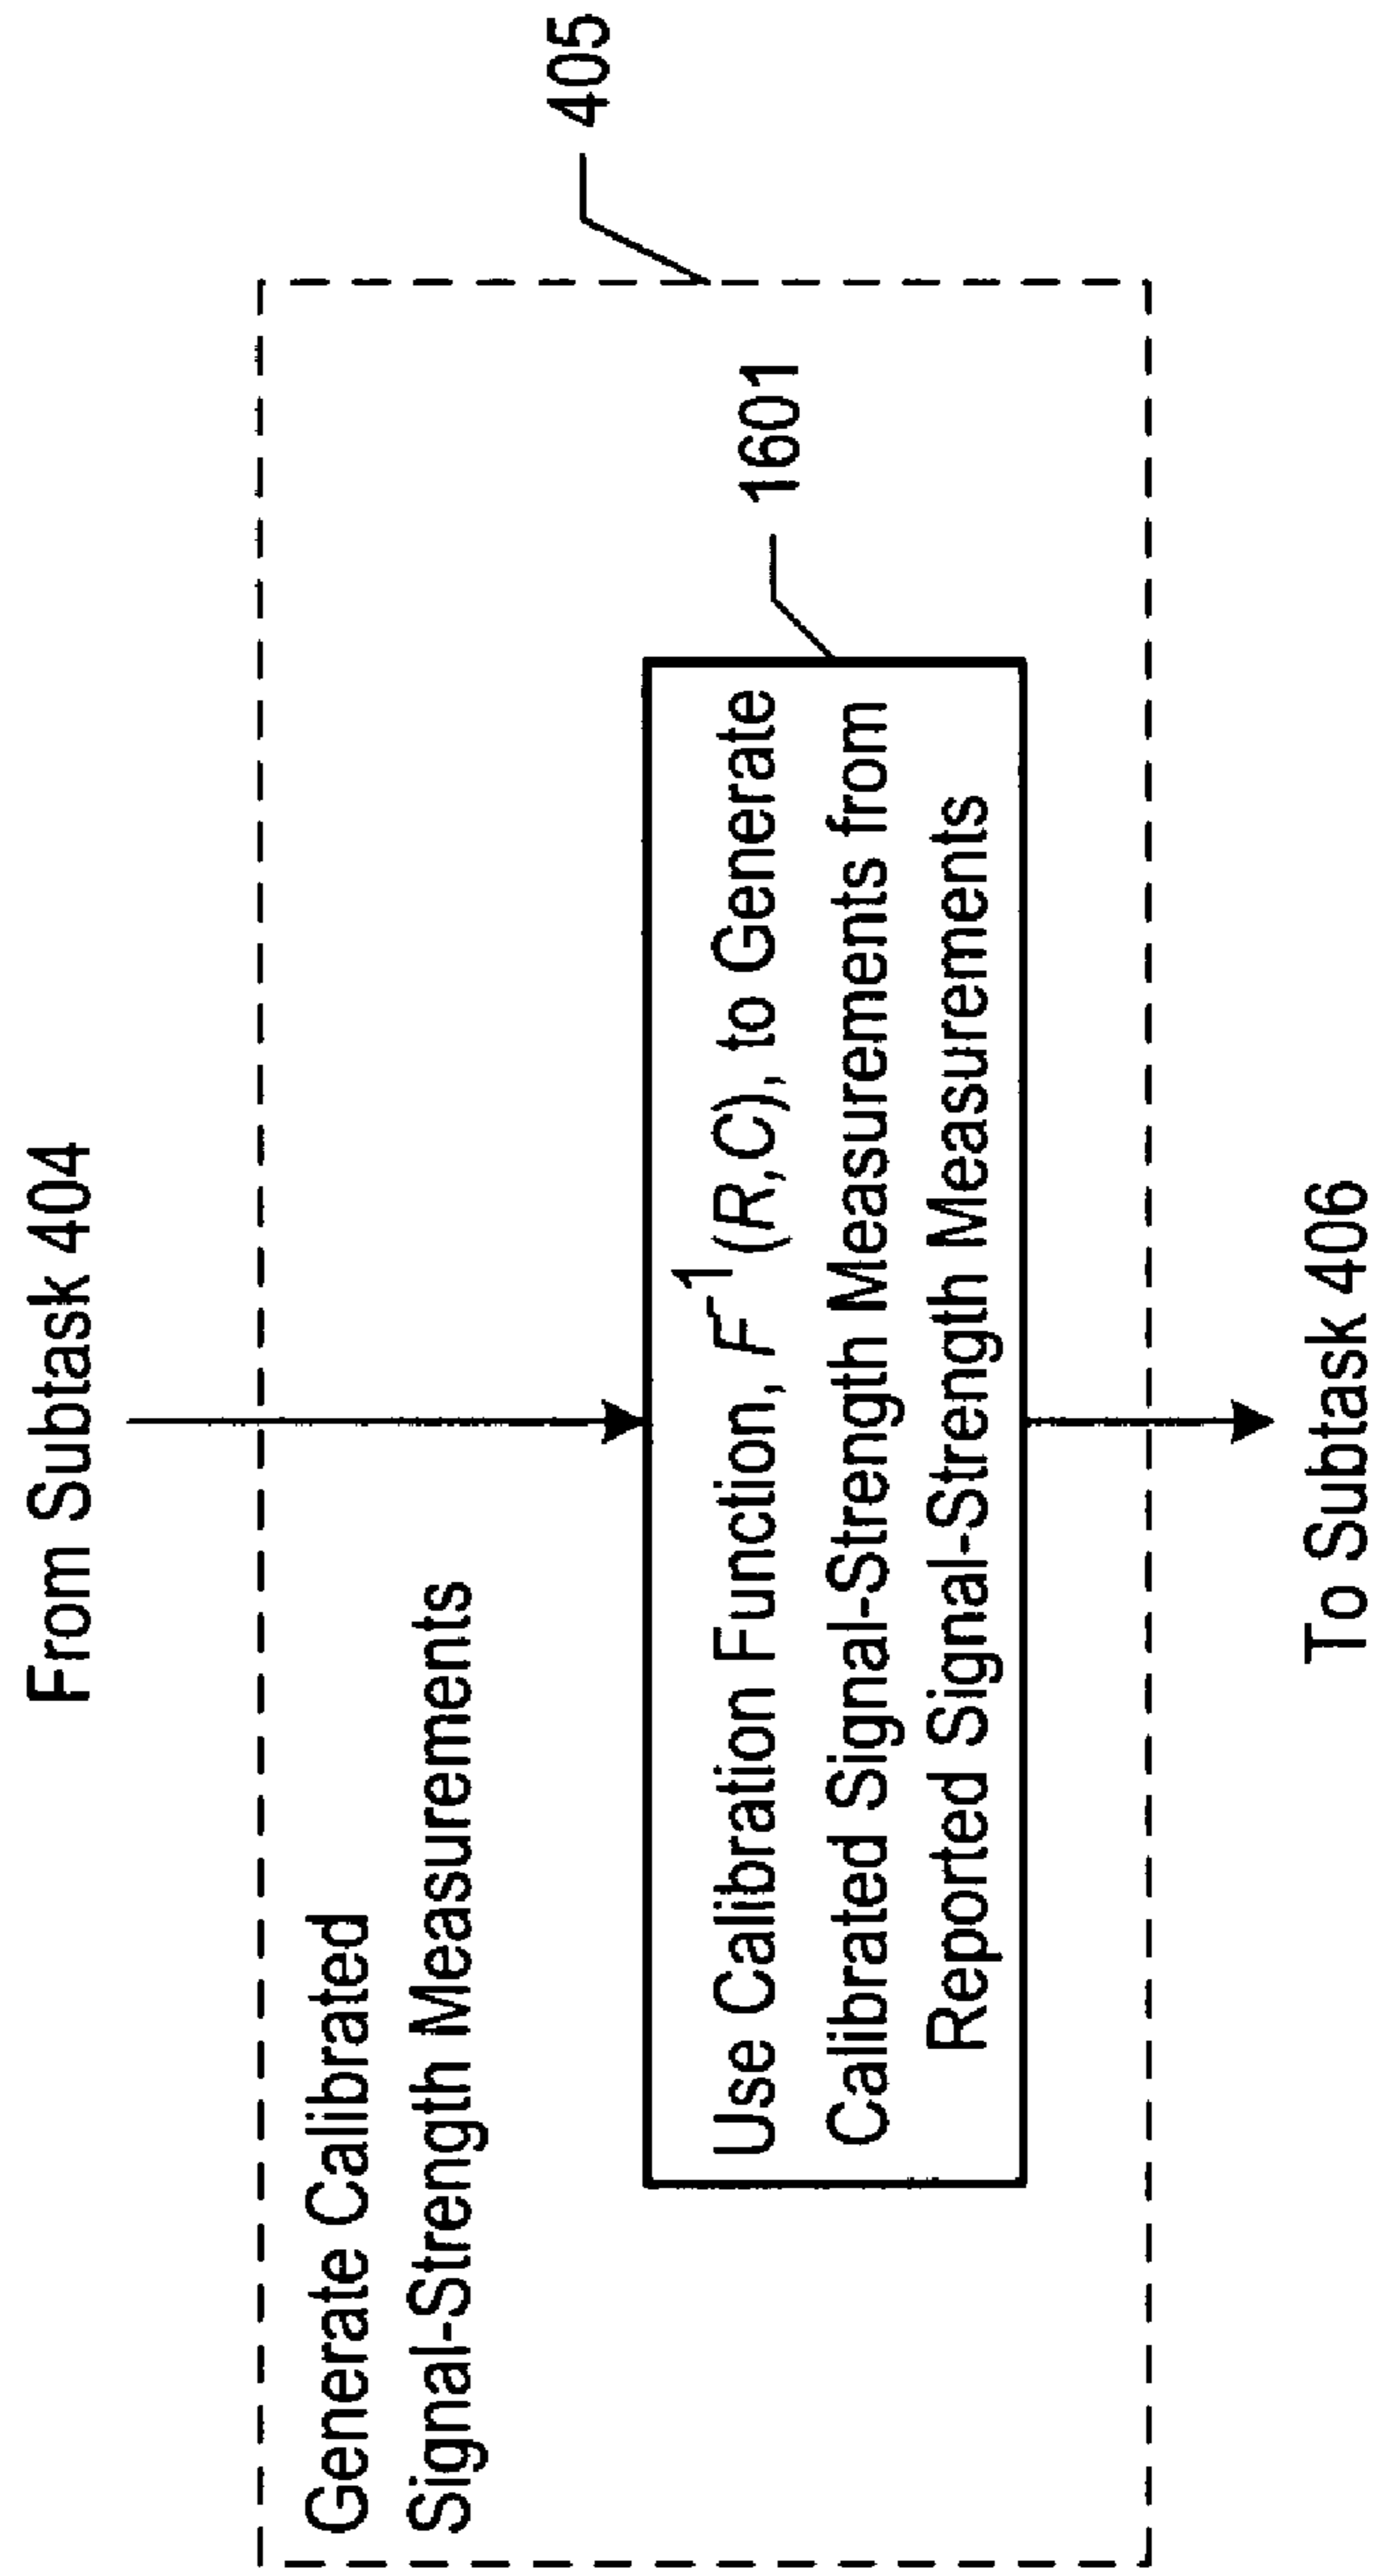 From Subtask 404
405
Generate Calibrated
Signal-Strength Measurements
1601
Use Calibration Function, F⁻¹(R,C), to Generate
Calibrated Signal-Strength Measurements from
Reported Signal-Strength Measurements
To Subtask 406